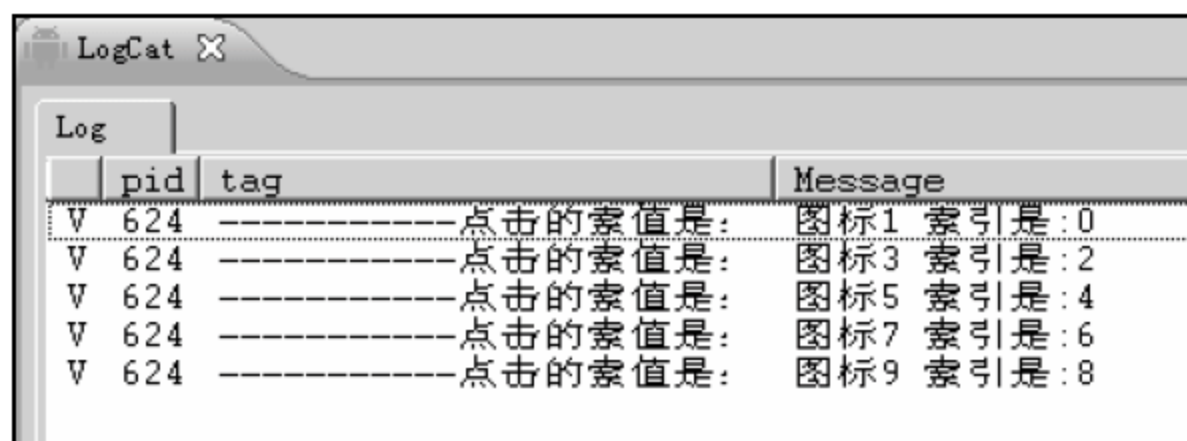 LogCat
Log
pid tag Message
V 624 ------------点击的索值是： 图标1 索引是:0
V 624 ------------点击的索值是： 图标3 索引是:2
V 624 ------------点击的索值是： 图标5 索引是:4
V 624 ------------点击的索值是： 图标7 索引是:6
V 624 ------------点击的索值是： 图标9 索引是:8